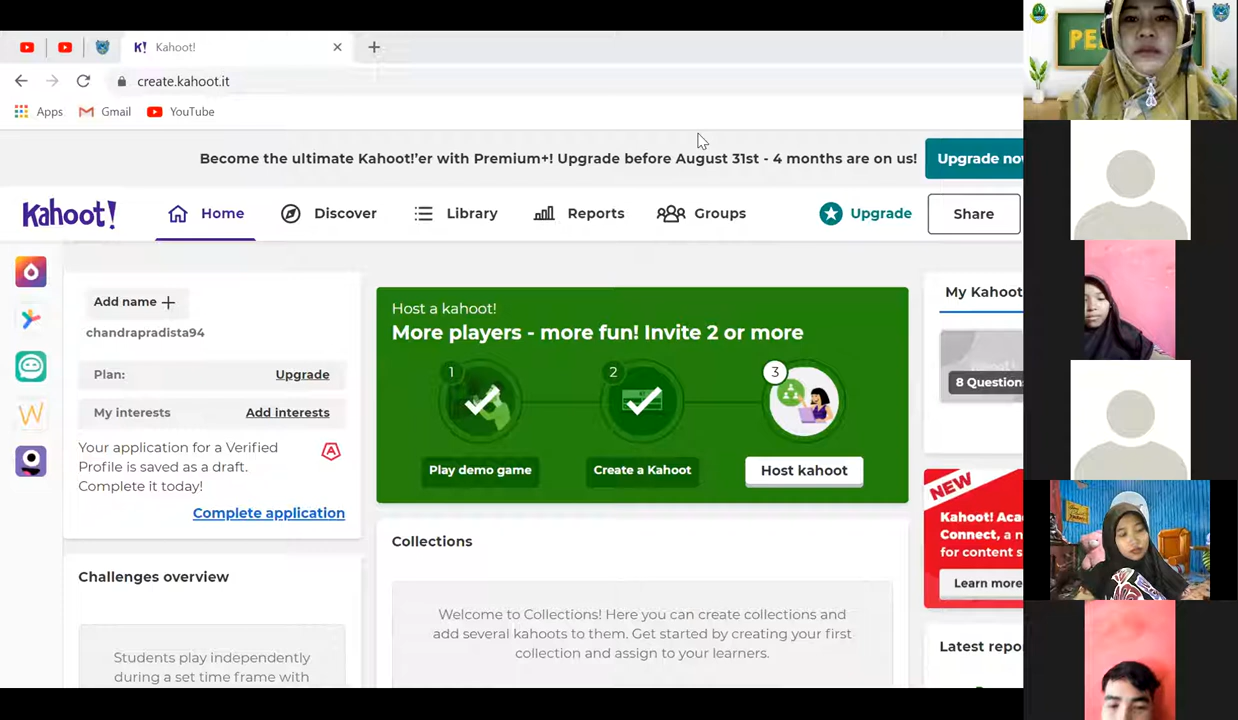 K! Kahoot!
create.kahoot.it
Apps Gmail YouTube
Become the ultimate Kahoot!'er with Premium+! Upgrade before August 31st - 4 months are on us!
Upgrade
Kahoot! Home Discover Library Reports Groups Upgrade Share
Add name
chandrapradista94
Plan: Upgrade
My interests Add interests
Your application for a Verified
Profile is saved as a draft.
Complete it today!
Complete application
Challenges overview
Students play independently
during a set time frame with
Host a kahoot!
More players - more fun! Invite 2 or more
1 2 3
Play demo game Create a Kahoot Host kahoot
Collections
Welcome to Collections! Here you can create collections and
add several kahoots to them. Get started by creating your first
collection and assign to your learners.
My Kahoot
8 Question
NEW
Kahoot!
Connect, a
for content
Learn more
Latest